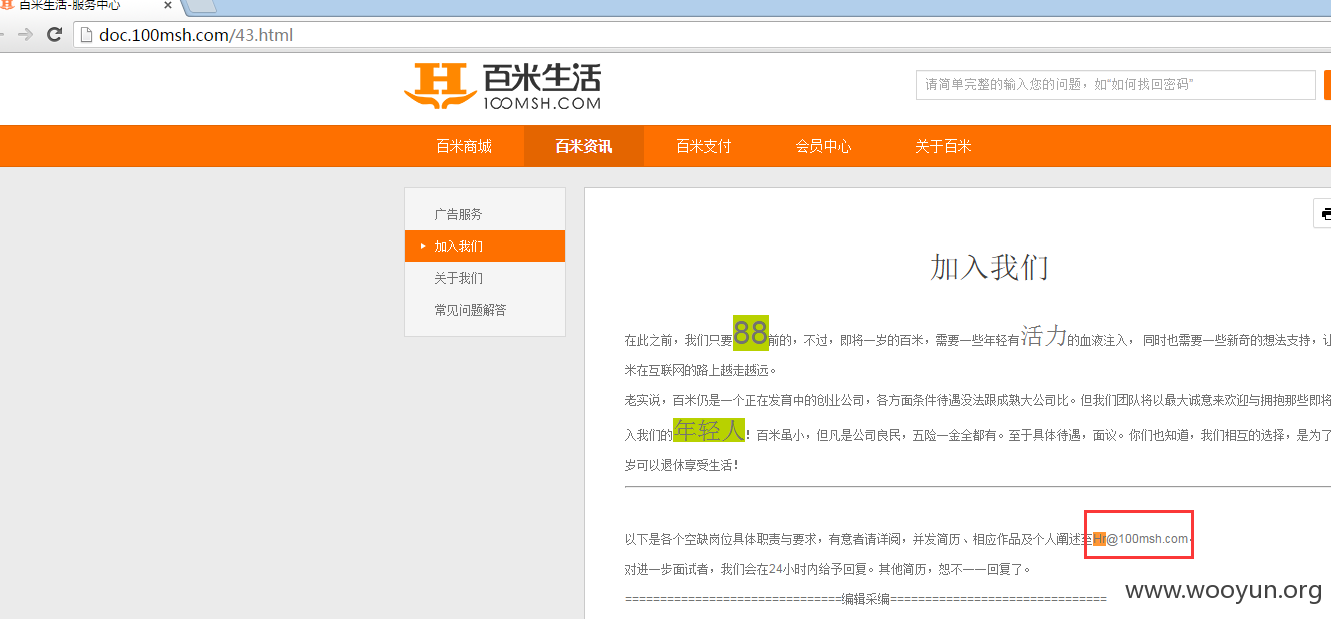 百米生活-服务中心
doc.100msh.com/43.html
百米生活
100MSH.COM
请简单完整的输入您的问题，如“如何找回密码”
百米商城 百米资讯 百米支付 会员中心 关于百米
广告服务
加入我们
关于我们
常见问题解答
加入我们
在此之前，我们只要88前的，不过，即将一岁的百米，需要一些年轻有活力的血液注入， 同时也需要一些新奇的想法支持，让
米在互联网的路上越走越远。
老实说，百米仍是一个正在发育中的创业公司，各方面条件待遇没法跟成熟大公司比。但我们团队将以最大诚意来欢迎与拥抱那些即将
入我们的年轻人！百米虽小，但凡是公司良民，五险一金全都有。至于具体待遇，面议。你们也知道，我们相互的选择，是为了
岁可以退休享受生活！
以下是各个空缺岗位具体职责与要求，有意者请详阅，并发简历、相应作品及个人阐述至Hr@100msh.com
对进一步面试者，我们会在24小时内给予回复。其他简历，恕不一一回复了。
===============================编辑采编===============================
www.wooyun.org